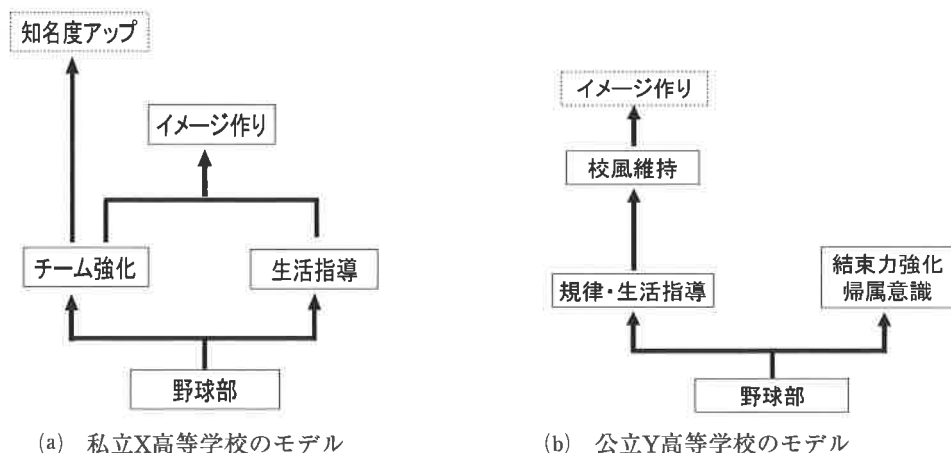 知名度アップ
イメージ作り
チーム強化
生活指導
野球部
(a) 私立X高等学校のモデル
イメージ作り
校風維持
規律・生活指導
結束力強化
帰属意識
野球部
(b) 公立Y高等学校のモデル